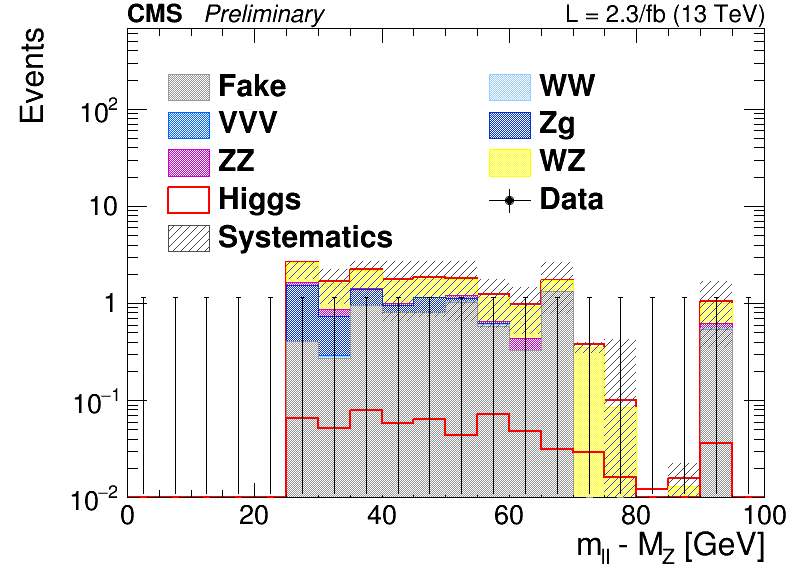 CMS Preliminary L = 2.3/fb (13 TeV)
Events
10²
10
1
10⁻¹
10⁻²
Fake WW
VVV Zg
ZZ WZ
Higgs Data
Systematics
0 20 40 60 80 100
m_ll - M_Z [GeV]